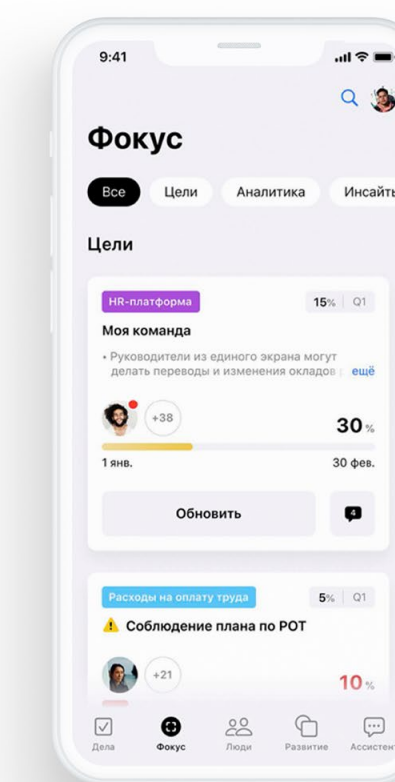 9:41
Фокус
Все Цели Аналитика Инсайты
Цели
HR-платформа 15% Q1
Моя команда
• Руководители из единого экрана могут
делать переводы и изменения окладов ещё
+38 30 %
1 янв. 30 фев.
Обновить 4
Расходы на оплату труда 5% Q1
Соблюдение плана по РОТ
+21 10 %
Дела Фокус Люди Развитие Ассистент